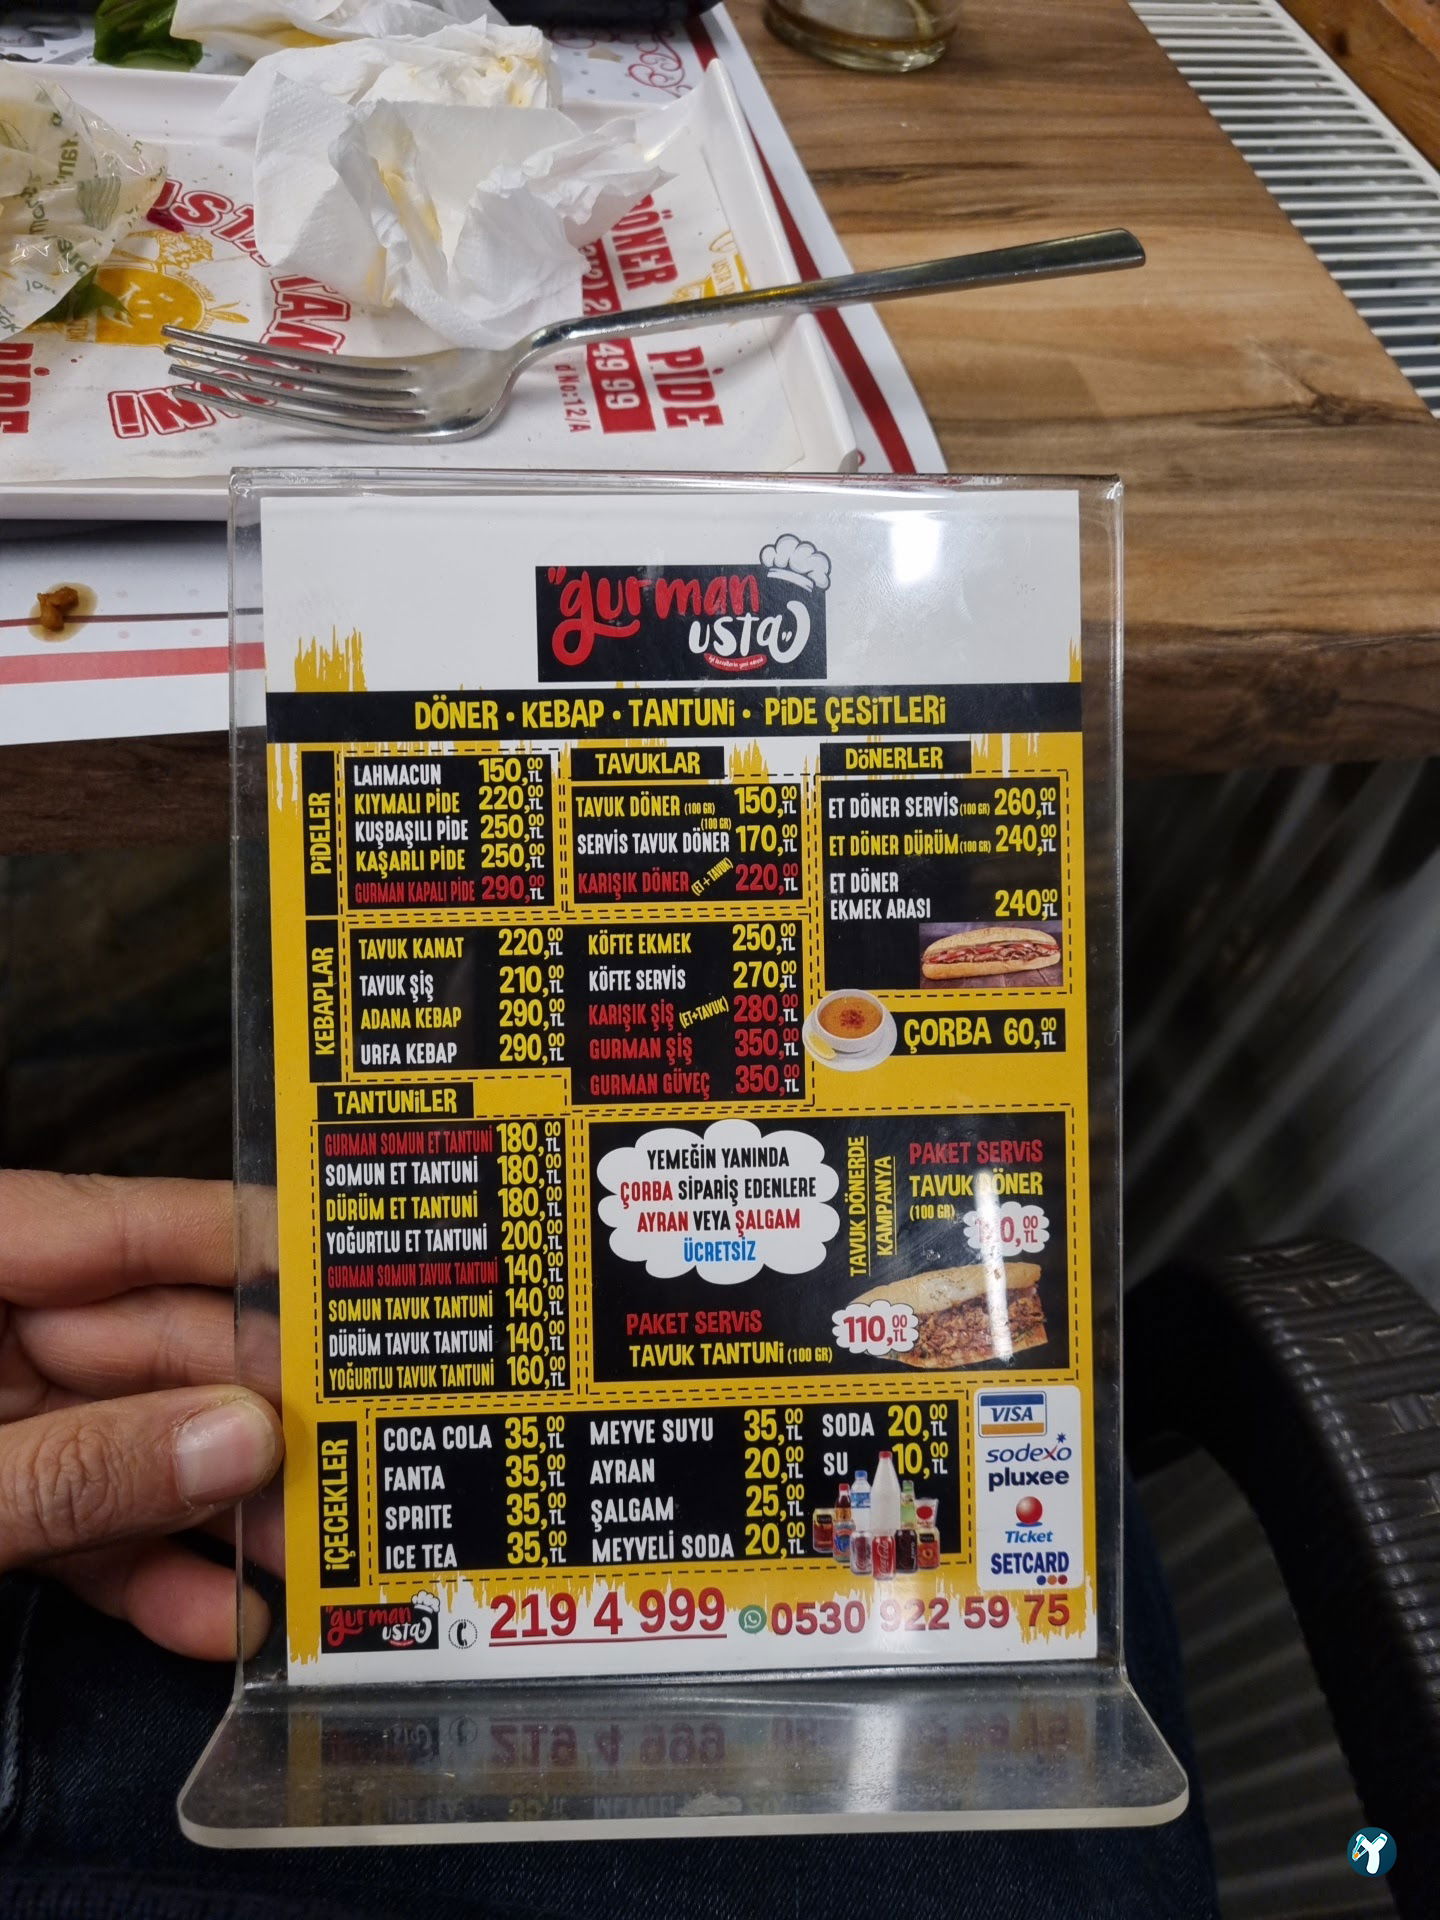 DÖNER
PİDE
49 99
d No:12/A
"gurman
usta"
DÖNER • KEBAP • TANTUNİ • PİDE ÇEŞİTLERİ
PİDELER
LAHMACUN 150,00 TL
KIYMALI PİDE 220,00 TL
KUŞBAŞILI PİDE 250,00 TL
KAŞARLI PİDE 250,00 TL
GURMAN KAPALI PİDE 290,00 TL
TAVUKLAR
TAVUK DÖNER (100 GR) 150,00 TL
SERVİS TAVUK DÖNER (100 GR) 170,00 TL
KARIŞIK DÖNER (ET + TAVUK) 220,00 TL
DÖNERLER
ET DÖNER SERVİS (100 GR) 260,00 TL
ET DÖNER DÜRÜM (100 GR) 240,00 TL
ET DÖNER
EKMEK ARASI 240,00 TL
KEBAPLAR
TAVUK KANAT 220,00 TL
TAVUK ŞİŞ 210,00 TL
ADANA KEBAP 290,00 TL
URFA KEBAP 290,00 TL
KÖFTE EKMEK 250,00 TL
KÖFTE SERVİS 270,00 TL
KARIŞIK ŞİŞ (ET+TAVUK) 280,00 TL
GURMAN ŞİŞ 350,00 TL
GURMAN GÜVEÇ 350,00 TL
ÇORBA 60,00 TL
TANTUNİLER
GURMAN SOMUN ET TANTUNİ 180,00 TL
SOMUN ET TANTUNİ 180,00 TL
DÜRÜM ET TANTUNİ 180,00 TL
YOĞURTLU ET TANTUNİ 200,00 TL
GURMAN SOMUN TAVUK TANTUNİ 140,00 TL
SOMUN TAVUK TANTUNİ 140,00 TL
DÜRÜM TAVUK TANTUNİ 140,00 TL
YOĞURTLU TAVUK TANTUNİ 160,00 TL
YEMEĞİN YANINDA
ÇORBA SİPARİŞ EDENLERE
AYRAN VEYA ŞALGAM
ÜCRETSİZ
TAVUK DÖNERDE
KAMPANYA
PAKET SERVİS
TAVUK DÖNER
(100 GR)
PAKET SERVİS
TAVUK TANTUNİ (100 GR)
110,00 TL
İÇECEKLER
COCA COLA 35,00 TL
FANTA 35,00 TL
SPRITE 35,00 TL
ICE TEA 35,00 TL
MEYVE SUYU 35,00 TL
AYRAN 20,00 TL
ŞALGAM 25,00 TL
MEYVELİ SODA 20,00 TL
SODA 20,00 TL
SU 10,00 TL
VISA
sodexo
pluxee
Ticket
SETCARD
"gurman
usta"
219 4 999
0530 922 59 75